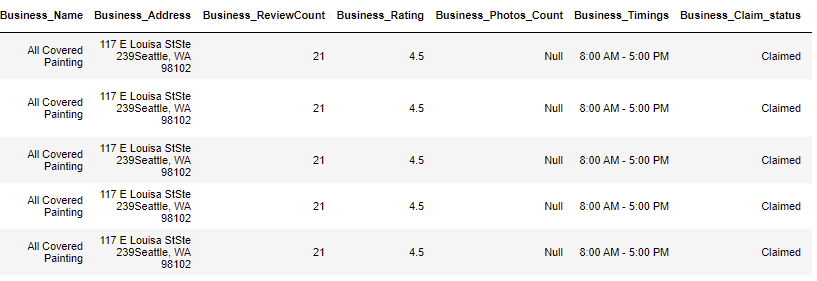 Business_Name Business_Address Business_ReviewCount Business_Rating Business_Photos_Count Business_Timings Business_Claim_status
All Covered Painting 117 E Louisa StSte 239Seattle, WA 98102 21 4.5 Null 8:00 AM - 5:00 PM Claimed
All Covered Painting 117 E Louisa StSte 239Seattle, WA 98102 21 4.5 Null 8:00 AM - 5:00 PM Claimed
All Covered Painting 117 E Louisa StSte 239Seattle, WA 98102 21 4.5 Null 8:00 AM - 5:00 PM Claimed
All Covered Painting 117 E Louisa StSte 239Seattle, WA 98102 21 4.5 Null 8:00 AM - 5:00 PM Claimed
All Covered Painting 117 E Louisa StSte 239Seattle, WA 98102 21 4.5 Null 8:00 AM - 5:00 PM Claimed